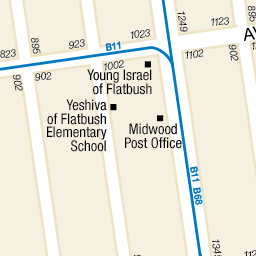 895
1023
1249
1123
823
923
B11
AV
1002
1102
902
902
Young Israel
of Flatbush
Yeshiva
of Flatbush
Elementary
School
Midwood
Post Office
B11 B68